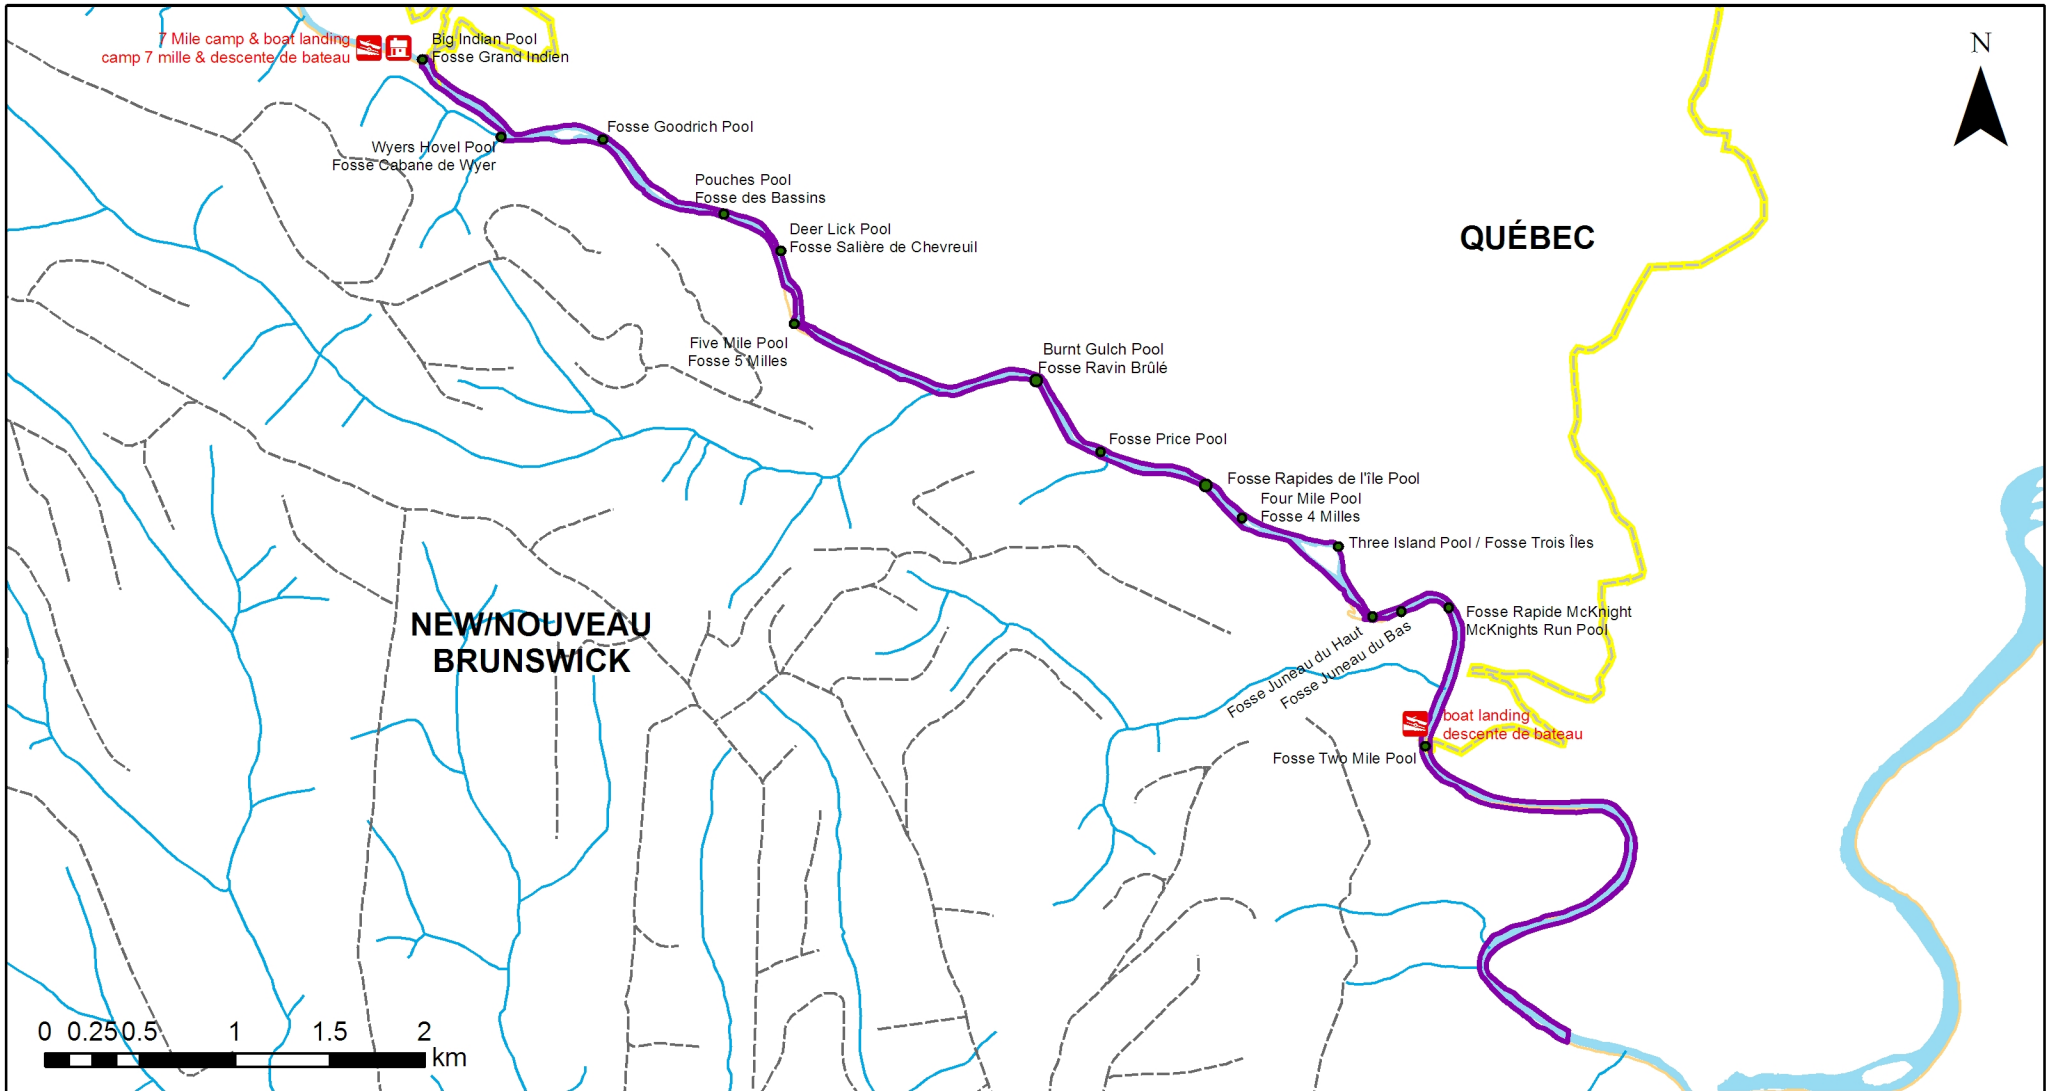 7 Mile camp & boat landing
camp 7 mille & descente de bateau
Big Indian Pool
Fosse Grand Indien
N
Fosse Goodrich Pool
Wyers Hovel Pool
Fosse Cabane de Wyer
Pouches Pool
Fosse des Bassins
Deer Lick Pool
Fosse Salière de Chevreuil
QUÉBEC
Five Mile Pool
Fosse 5 Milles
Burnt Gulch Pool
Fosse Ravin Brûlé
Fosse Price Pool
Fosse Rapides de l'île Pool
Four Mile Pool
Fosse 4 Milles
Three Island Pool / Fosse Trois Îles
Fosse Rapide McKnight
McKnights Run Pool
Fosse Juneau du Haut
Fosse Juneau du Bas
NEW/NOUVEAU
BRUNSWICK
boat landing
descente de bateau
Fosse Two Mile Pool
0 0.25 0.5 1 1.5 2
km